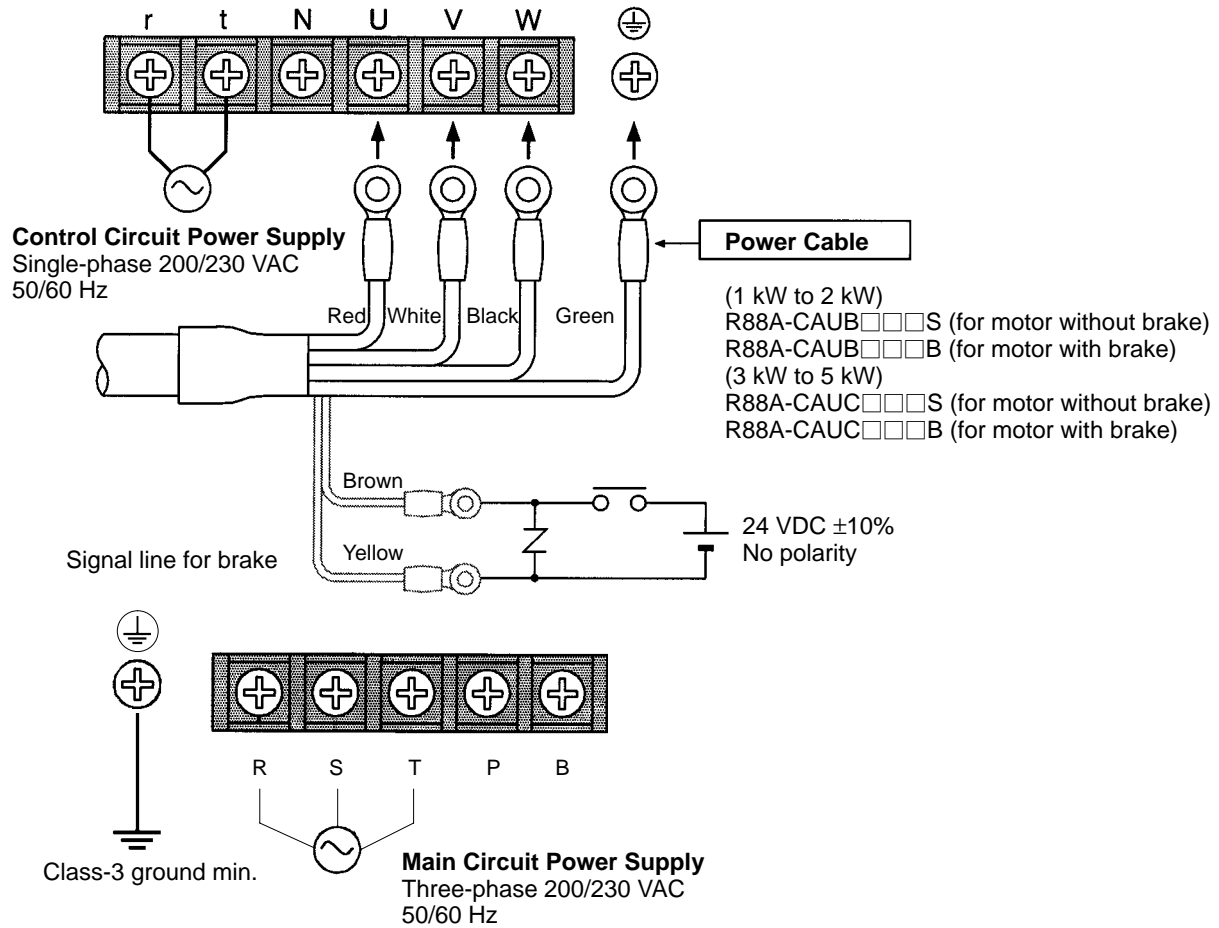 r t N U V W
Control Circuit Power Supply
Single-phase 200/230 VAC
50/60 Hz
Red White Black Green
Power Cable
(1 kW to 2 kW)
R88A-CAUB□□□S (for motor without brake)
R88A-CAUB□□□B (for motor with brake)
(3 kW to 5 kW)
R88A-CAUC□□□S (for motor without brake)
R88A-CAUC□□□B (for motor with brake)
Brown
Yellow
Signal line for brake
24 VDC ±10%
No polarity
R S T P B
Class-3 ground min.
Main Circuit Power Supply
Three-phase 200/230 VAC
50/60 Hz